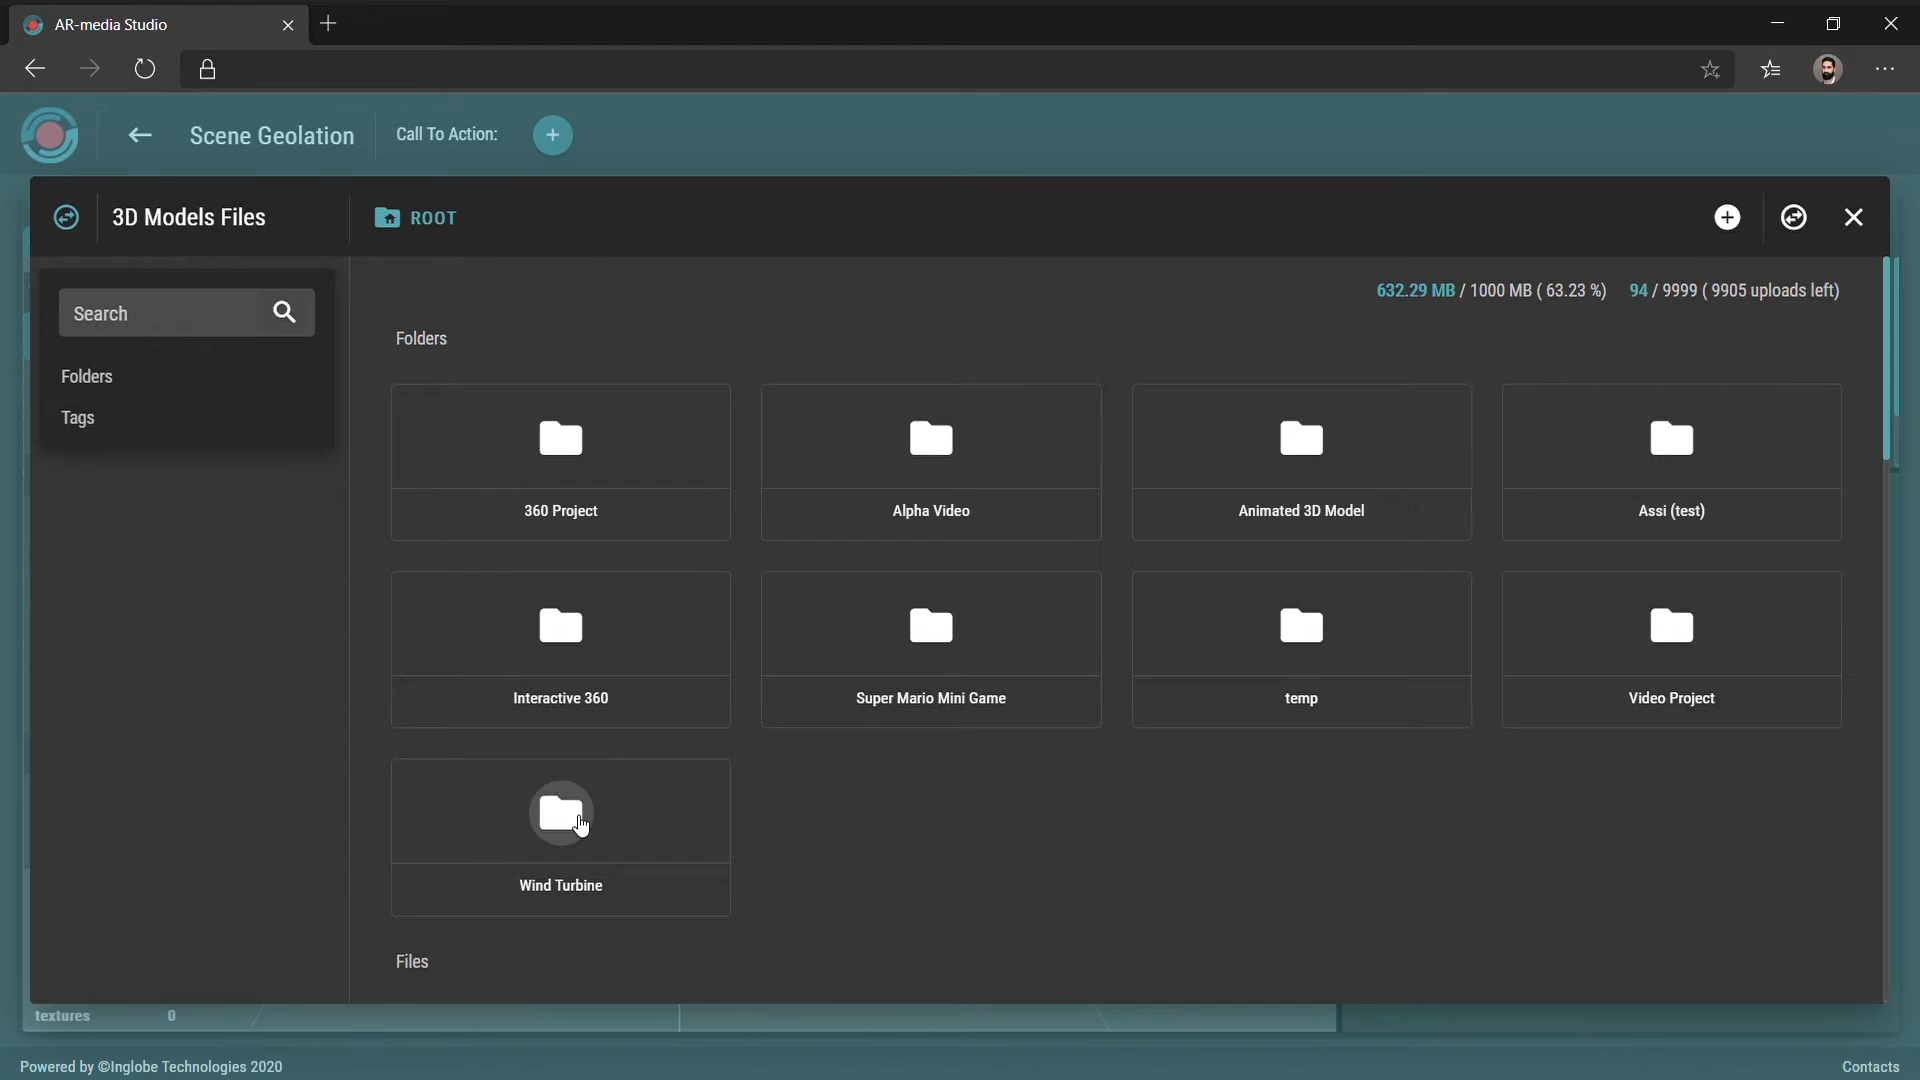 AR-media Studio
Scene Geolation
Call To Action:
3D Models Files
ROOT
632.29 MB / 1000 MB ( 63.23 %) 94 / 9999 ( 9905 uploads left)
Search
Folders
Tags
Folders
360 Project
Alpha Video
Animated 3D Model
Assi (test)
Interactive 360
Super Mario Mini Game
temp
Video Project
Wind Turbine
Files
textures 0
Powered by ©Inglobe Technologies 2020
Contacts